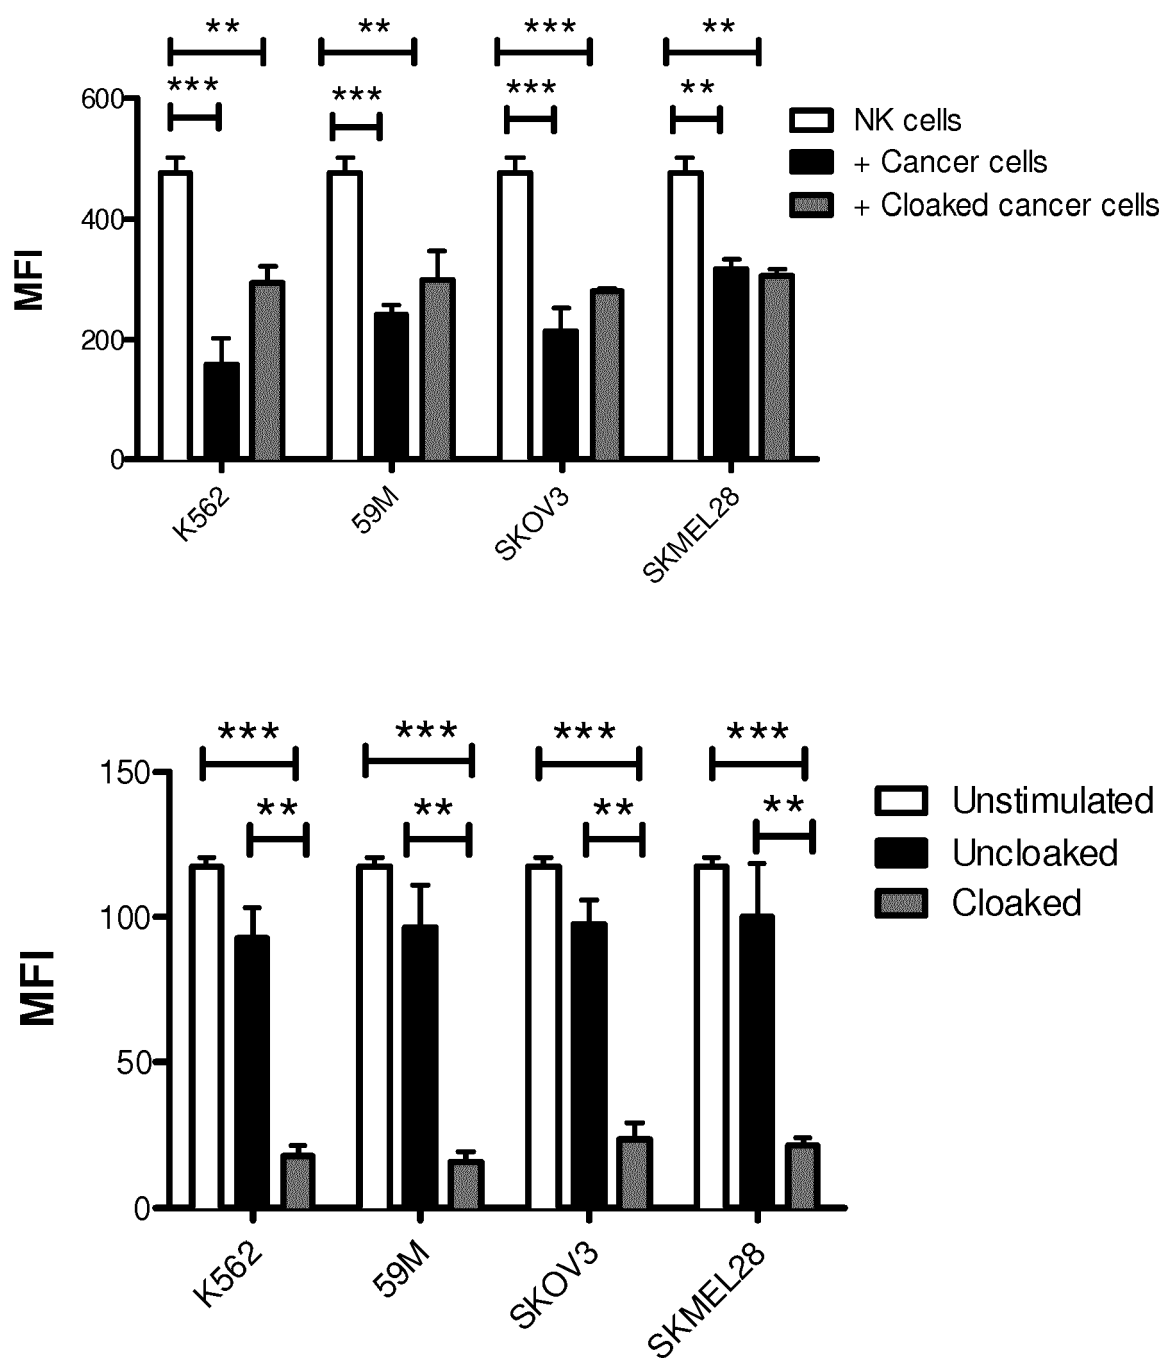 ** ** *** **
*** *** *** **
600
400
200
0
MFI
NK cells
+ Cancer cells
+ Cloaked cancer cells
K562 59M SKOV3 SKMEL28
*** *** *** ***
** ** ** **
150
100
50
0
MFI
Unstimulated
Uncloaked
Cloaked
K562 59M SKOV3 SKMEL28